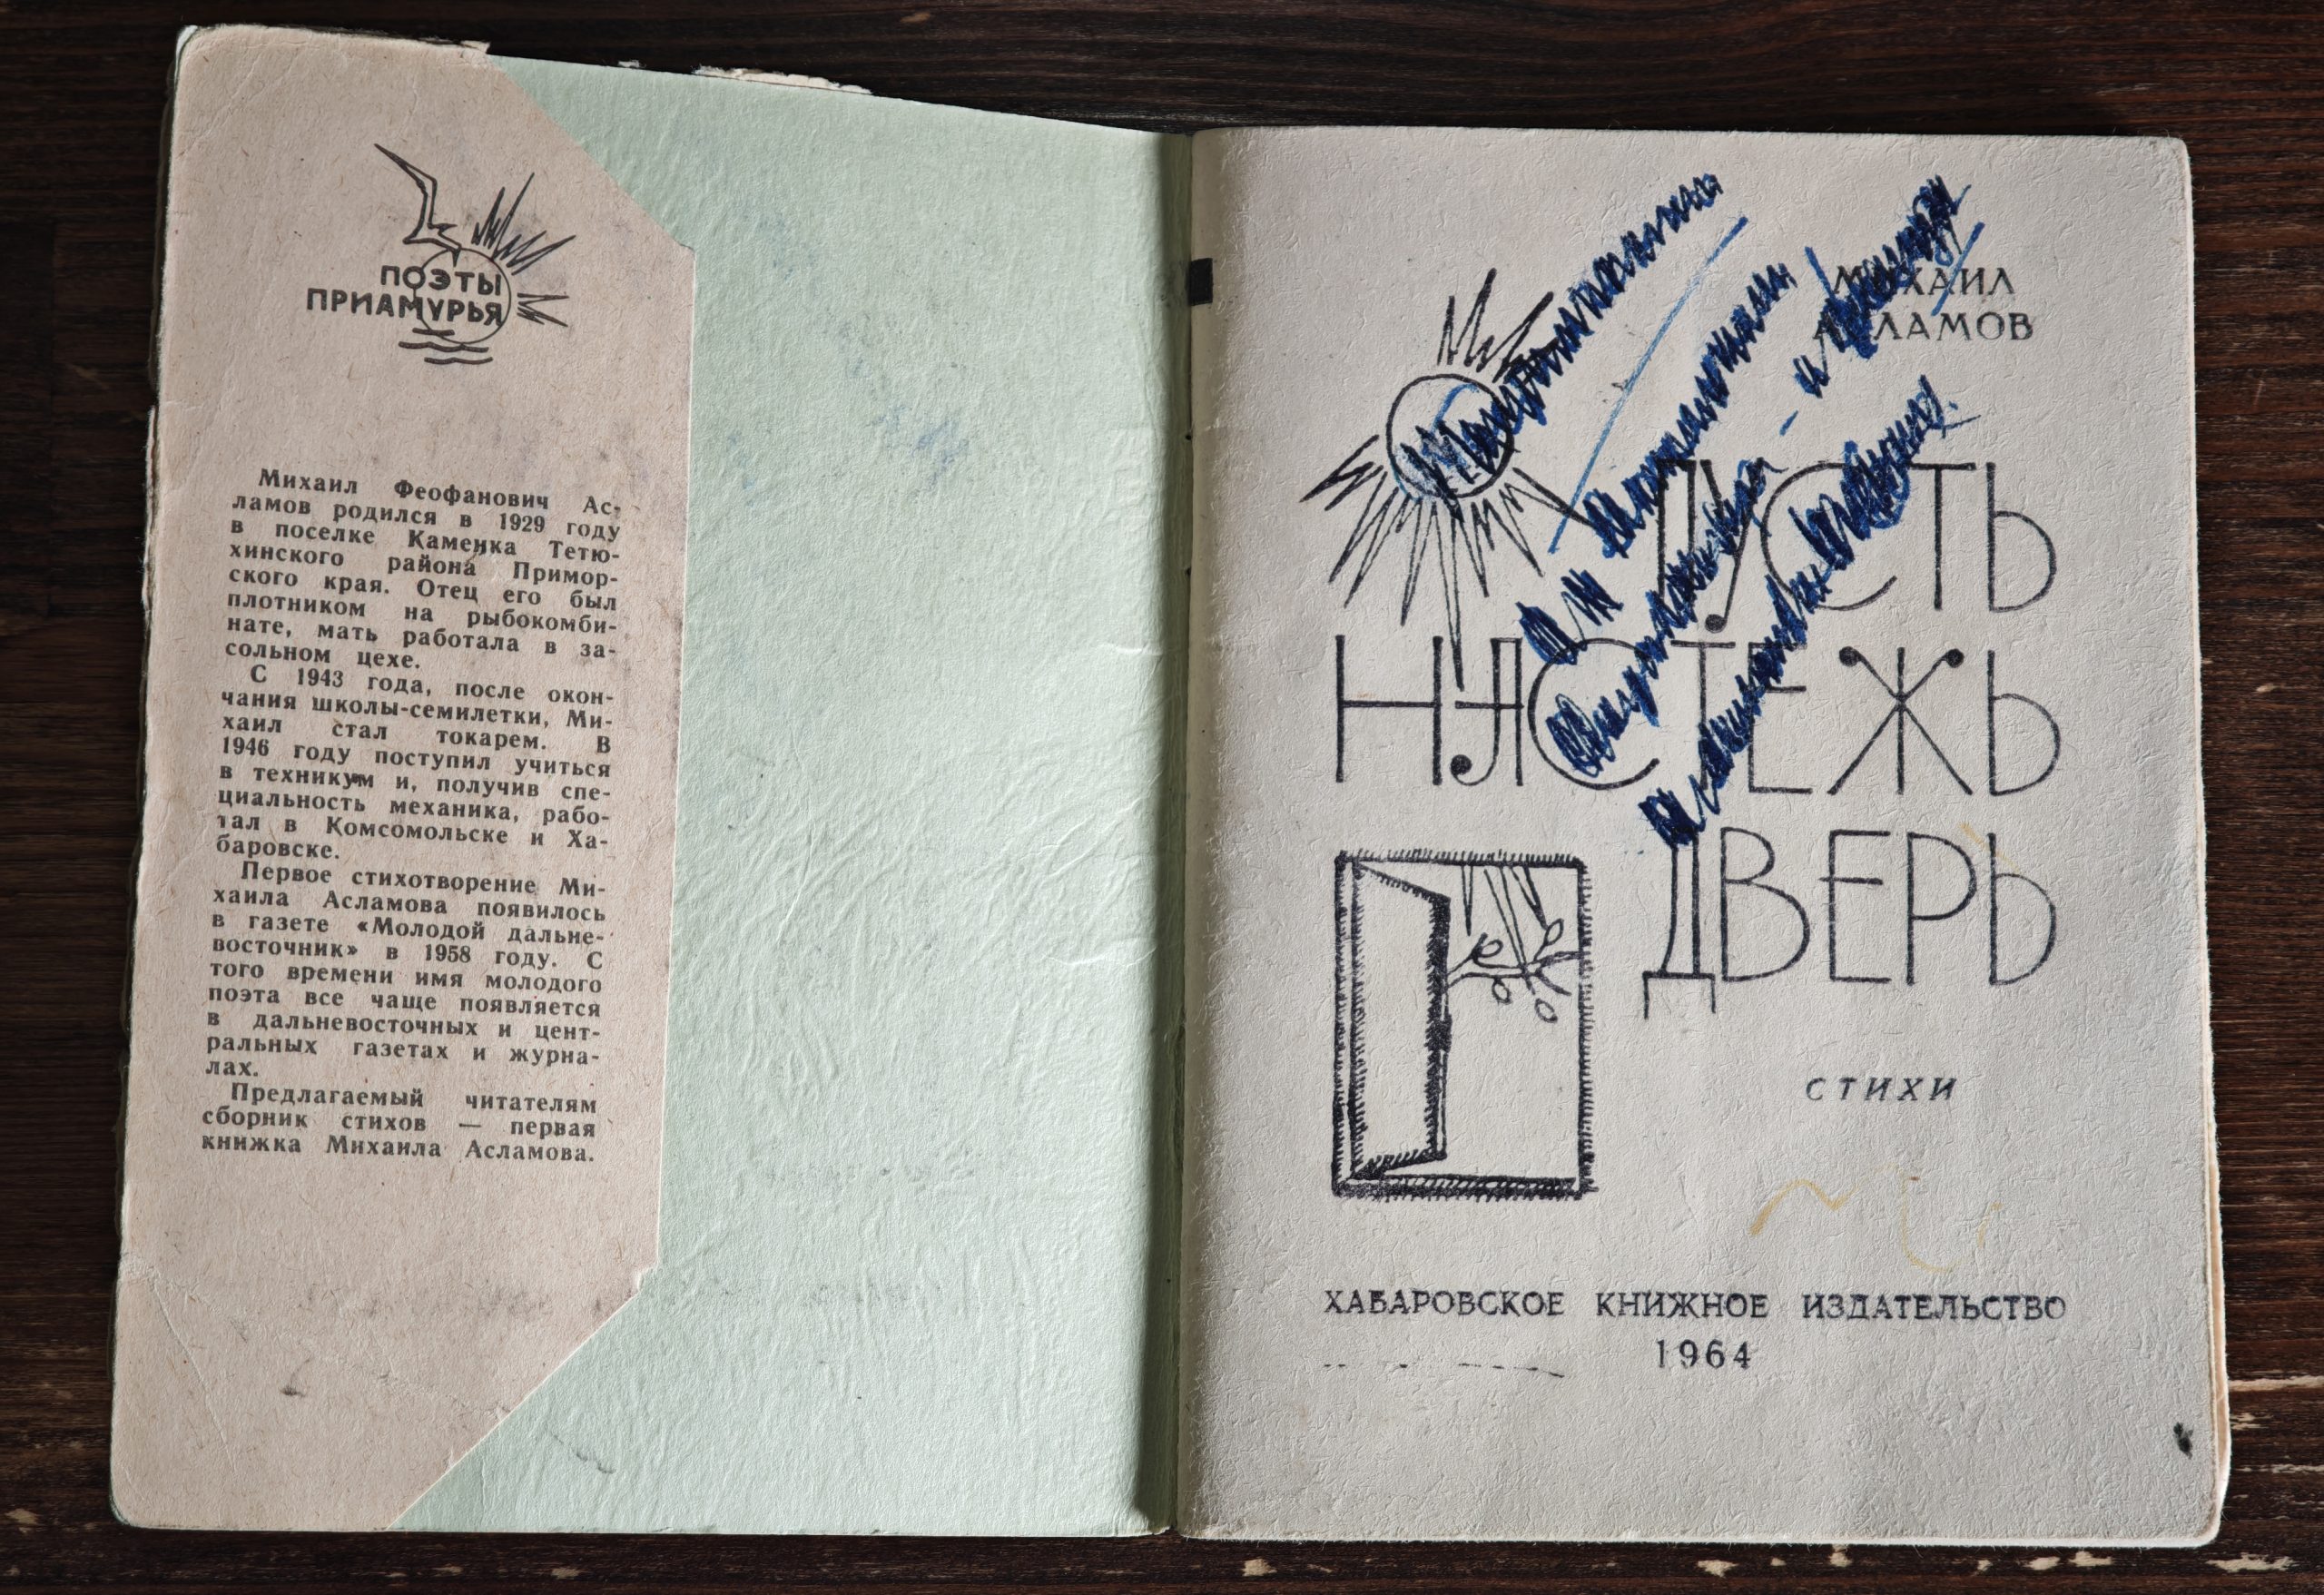 ПОЭТЫ
ПРИАМУРЬЯ
Михаил Феофанович Ас-
ламов родился в 1929 году
в поселке Каменка Тетю-
хинского района Примор-
ского края. Отец его был
плотником на рыбокомби-
нате, мать работала в за-
сольном цехе.
С 1943 года, после окон-
чания школы-семилетки, Ми-
хаил стал токарем. В
1946 году поступил учиться
в техникум и, получив спе-
циальность механика, рабо-
тал в Комсомольске и Ха-
баровске.
Первое стихотворение Ми-
хаила Асламова появилось
в газете «Молодой дальне-
восточник» в 1958 году. С
того времени имя молодого
поэта все чаще появляется
в дальневосточных и цент-
ральных газетах и журна-
лах.
Предлагаемый читателям
сборник стихов — первая
книжка Михаила Асламова.
МИХАИЛ
АСЛАМОВ
ПУСТЬ
НАСТЕЖЬ
ДВЕРЬ
СТИХИ
ХАБАРОВСКОЕ КНИЖНОЕ ИЗДАТЕЛЬСТВО
1964